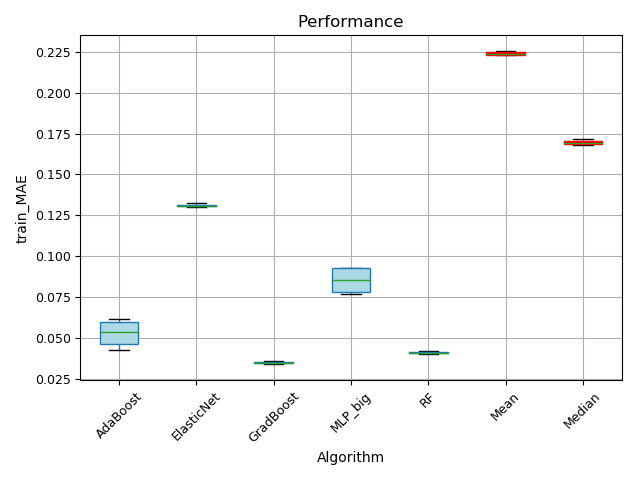 Performance
train_MAE
0.225
0.200
0.175
0.150
0.125
0.100
0.075
0.050
0.025
AdaBoost
ElasticNet
GradBoost
MLP_big
RF
Mean
Median
Algorithm